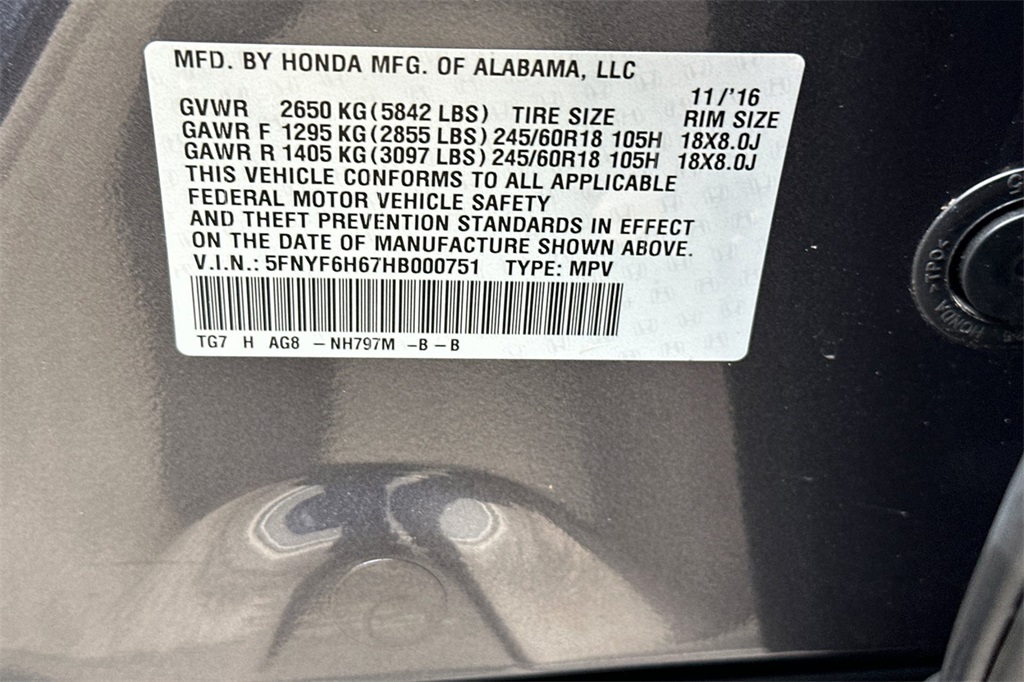 MFD. BY HONDA MFG. OF ALABAMA, LLC
11/'16
GVWR 2650 KG (5842 LBS) TIRE SIZE RIM SIZE
GAWR F 1295 KG (2855 LBS) 245/60R18 105H 18X8.0J
GAWR R 1405 KG (3097 LBS) 245/60R18 105H 18X8.0J
THIS VEHICLE CONFORMS TO ALL APPLICABLE
FEDERAL MOTOR VEHICLE SAFETY
AND THEFT PREVENTION STANDARDS IN EFFECT
ON THE DATE OF MANUFACTURE SHOWN ABOVE.
V.I.N.: 5FNYF6H67HB000751 TYPE: MPV
TG7 H AG8 - NH797M -B - B
HONDA >TPO<